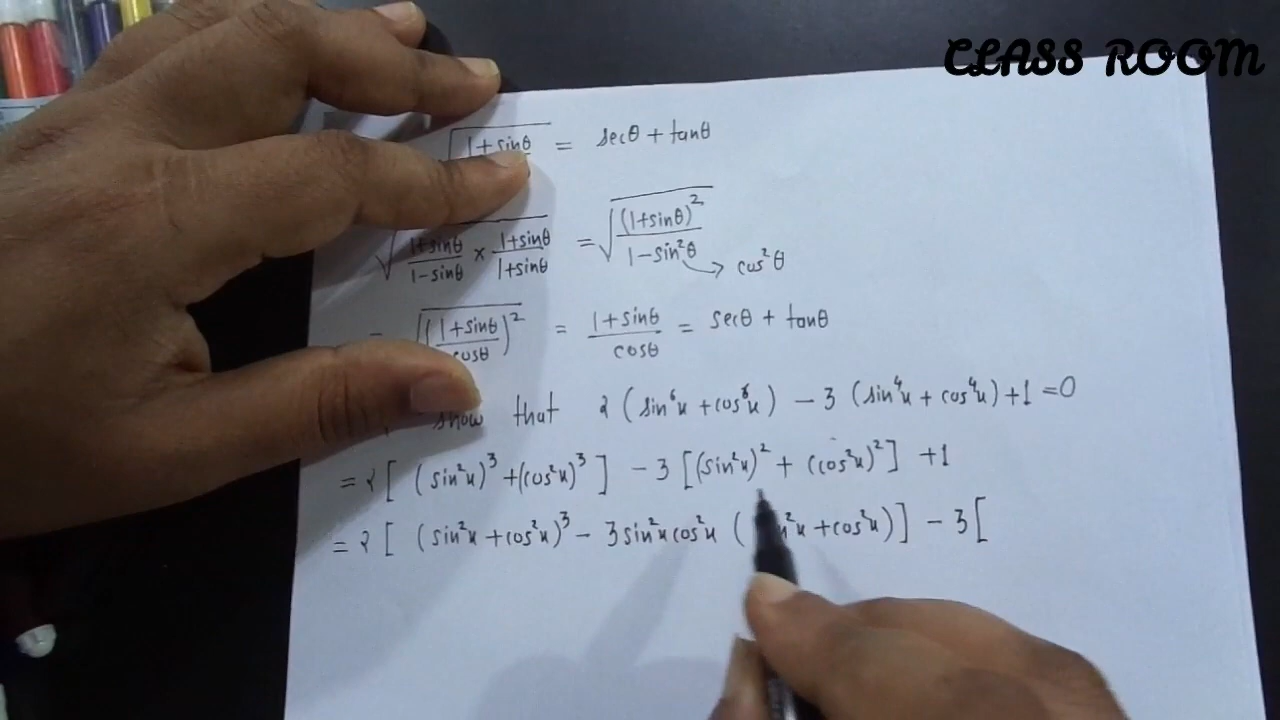 CLASS ROOM
√(1+sinθ = secθ + tanθ
√(1+sinθ/1-sinθ × 1+sinθ/1+sinθ) = √((1+sinθ)²/1-sin²θ) → cos²θ
= √((1+sinθ/cosθ)²) = 1+sinθ/cosθ = secθ + tanθ
show that 2 (sin⁶x + cos⁶x) - 3 (sin⁴x + cos⁴x) + 1 = 0
= 2 [ (sin²x)³ + (cos²x)³ ] - 3 [(sin²x)² + (cos²x)²] + 1
= 2 [ (sin²x + cos²x)³ - 3 sin²x cos²x ( ²x + cos²x)] - 3 [